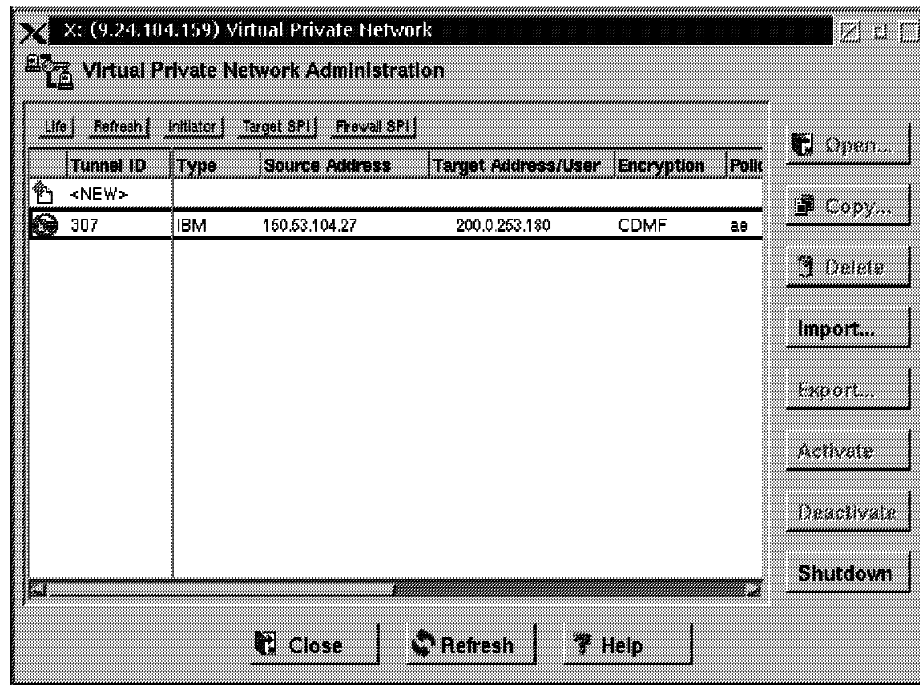 X: (9.24.104.159) Virtual Private Network
Virtual Private Network Administration
Life Refresh Initiator Target SPI Firewall SPI
Tunnel ID Type Source Address Target Address/User Encryption Polic
<NEW>
307 IBM 150.53.104.27 200.0.253.180 CDMF ae
Open...
Copy...
Delete
Import...
Export...
Activate
Deactivate
Shutdown
Close Refresh Help